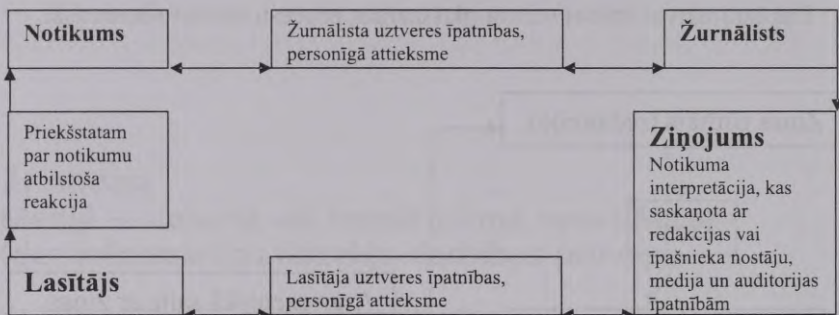 Notikums
Žurnālista uztveres īpatnības,
personīgā attieksme
Žurnālists
Priekšstatam
par notikumu
atbilstoša
reakcija
Ziņojums
Notikuma
interpretācija, kas
saskaņota ar
redakcijas vai
īpašnieka nostāju,
medija un auditorijas
īpatnībām
Lasītājs
Lasītāja uztveres īpatnības,
personīgā attieksme